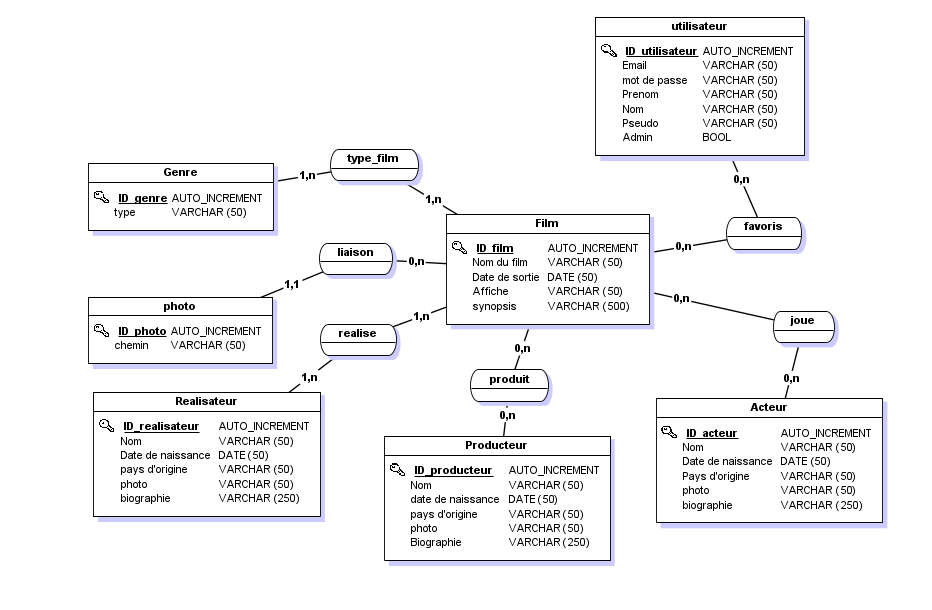 utilisateur
ID_utilisateur AUTO_INCREMENT
Email VARCHAR (50)
mot de passe VARCHAR (50)
Prenom VARCHAR (50)
Nom VARCHAR (50)
Pseudo VARCHAR (50)
Admin BOOL
type_film
1,n
1,n
Genre
ID_genre AUTO_INCREMENT
type VARCHAR (50)
0,n
favoris
0,n
Film
ID_film AUTO_INCREMENT
Nom du film VARCHAR (50)
Date de sortie DATE (50)
Affiche VARCHAR (50)
synopsis VARCHAR (500)
liaison
0,n
1,1
photo
ID_photo AUTO_INCREMENT
chemin VARCHAR (50)
0,n
joue
0,n
1,n
realise
1,n
0,n
produit
0,n
Realisateur
ID_realisateur AUTO_INCREMENT
Nom VARCHAR (50)
Date de naissance DATE (50)
pays d'origine VARCHAR (50)
photo VARCHAR (50)
biographie VARCHAR (250)
Producteur
ID_producteur AUTO_INCREMENT
Nom VARCHAR (50)
date de naissance DATE (50)
pays d'origine VARCHAR (50)
photo VARCHAR (50)
Biographie VARCHAR (250)
Acteur
ID_acteur AUTO_INCREMENT
Nom VARCHAR (50)
Date de naissance DATE (50)
Pays d'origine VARCHAR (50)
photo VARCHAR (50)
biographie VARCHAR (250)